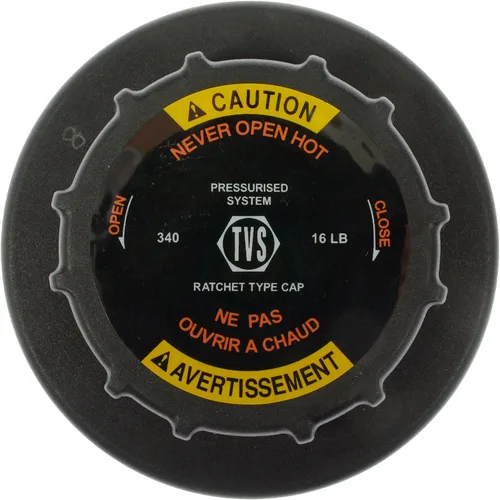 CAUTION
NEVER OPEN HOT
PRESSURISED
SYSTEM
OPEN
CLOSE
340
TVS
16 LB
RATCHET TYPE CAP
NE PAS
OUVRIR A CHAUD
AVERTISSEMENT
8